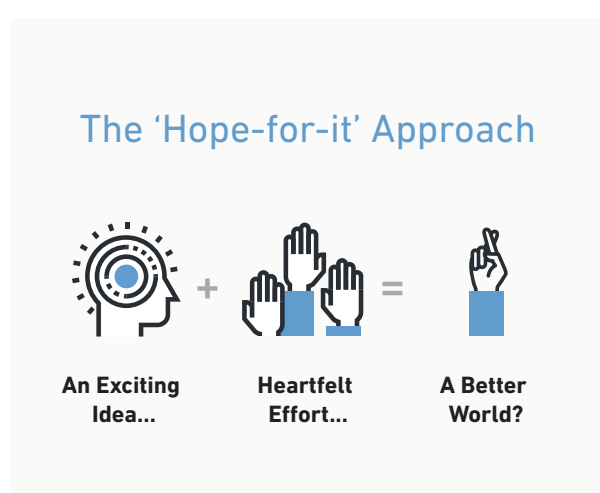 The ‘Hope-for-it’ Approach
+
=
An Exciting
Idea...
Heartfelt
Effort...
A Better
World?